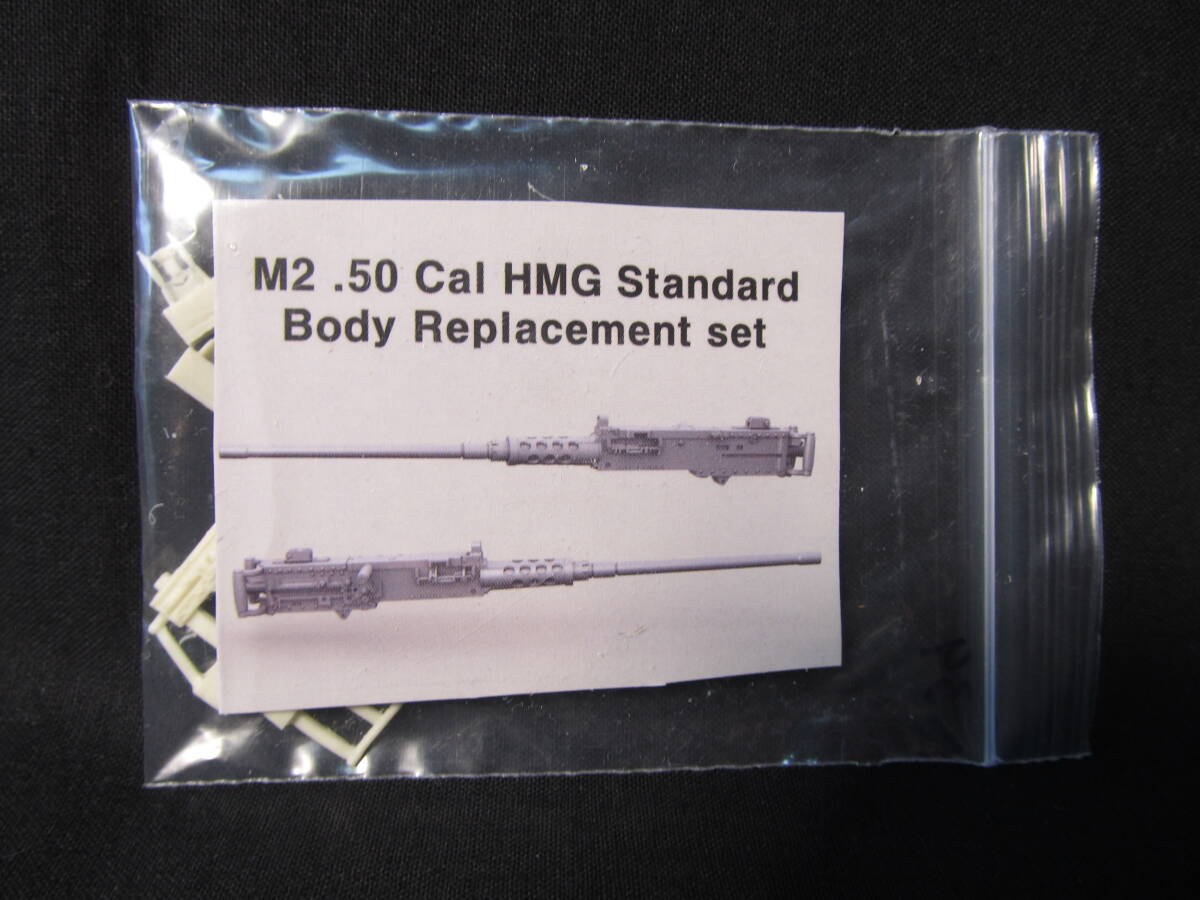 M2 .50 Cal HMG Standard
Body Replacement set